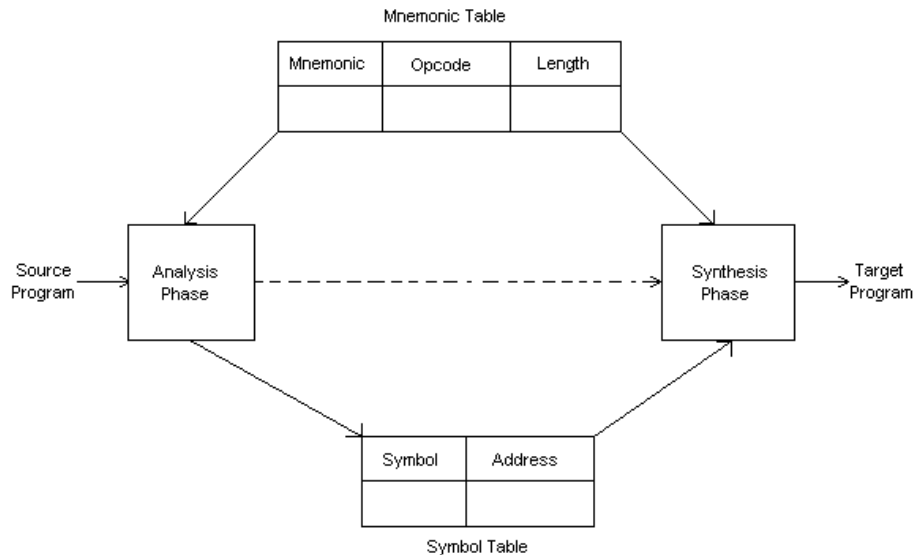 Mnemonic Table
Mnemonic Opcode Length
Source
Program
Analysis
Phase
Synthesis
Phase
Target
Program
Symbol Address
Symbol Table